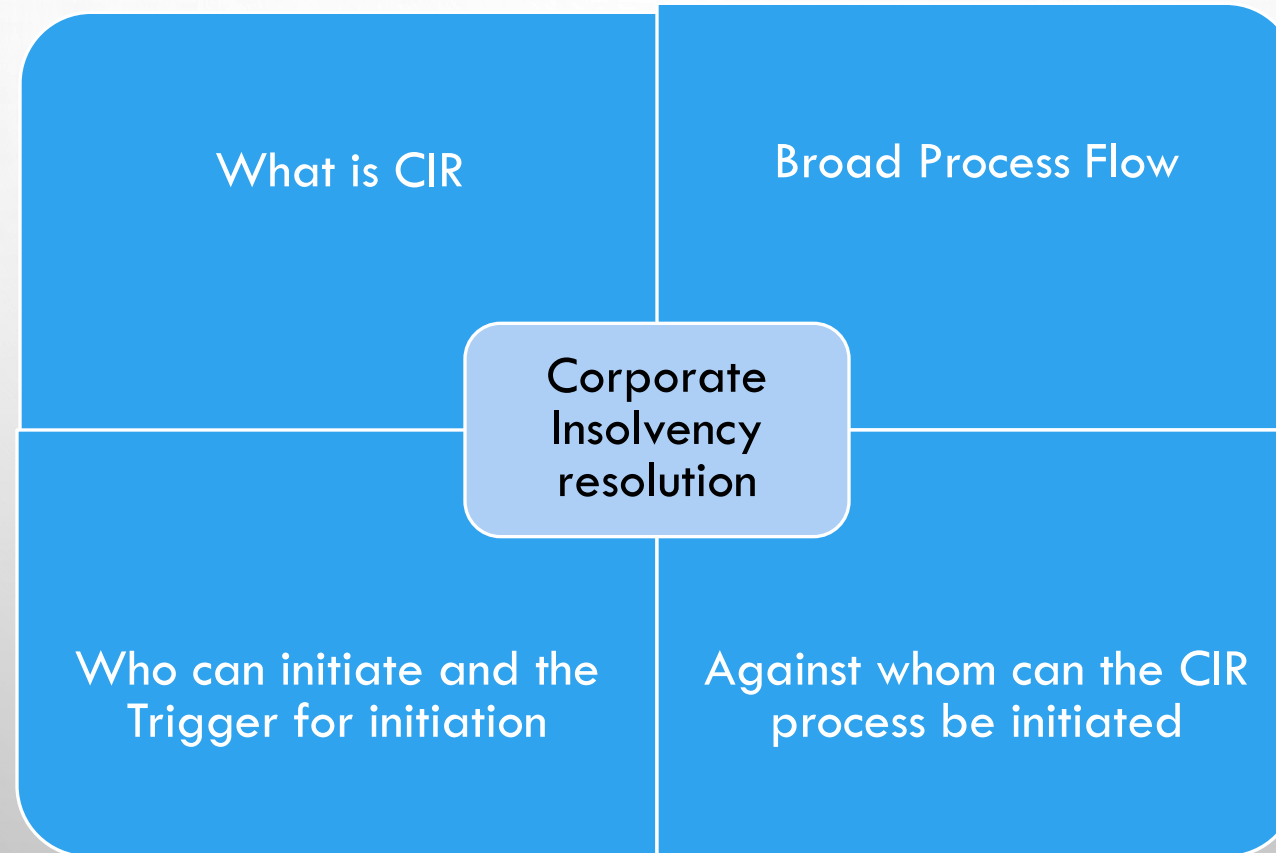 What is CIR
Broad Process Flow
Corporate
Insolvency
resolution
Who can initiate and the
Trigger for initiation
Against whom can the CIR
process be initiated